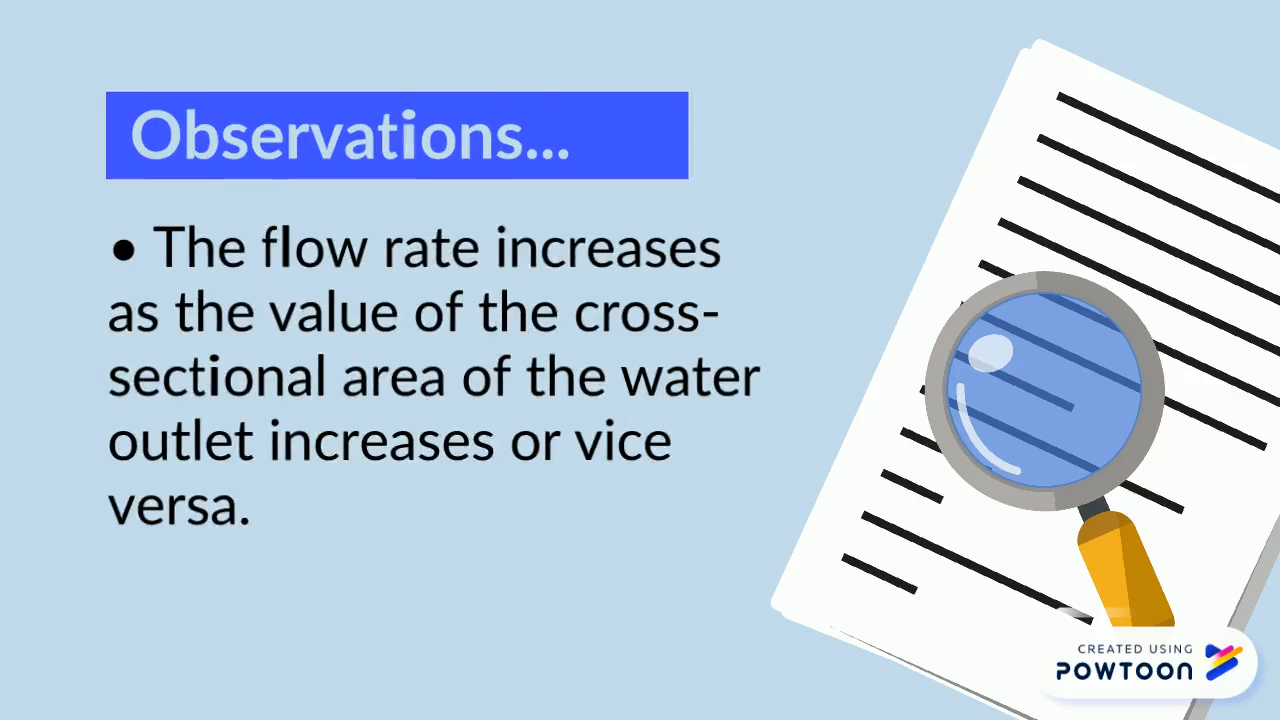 Observations...
• The flow rate increases
as the value of the cross-
sectional area of the water
outlet increases or vice
versa.
CREATED USING
POWTOON